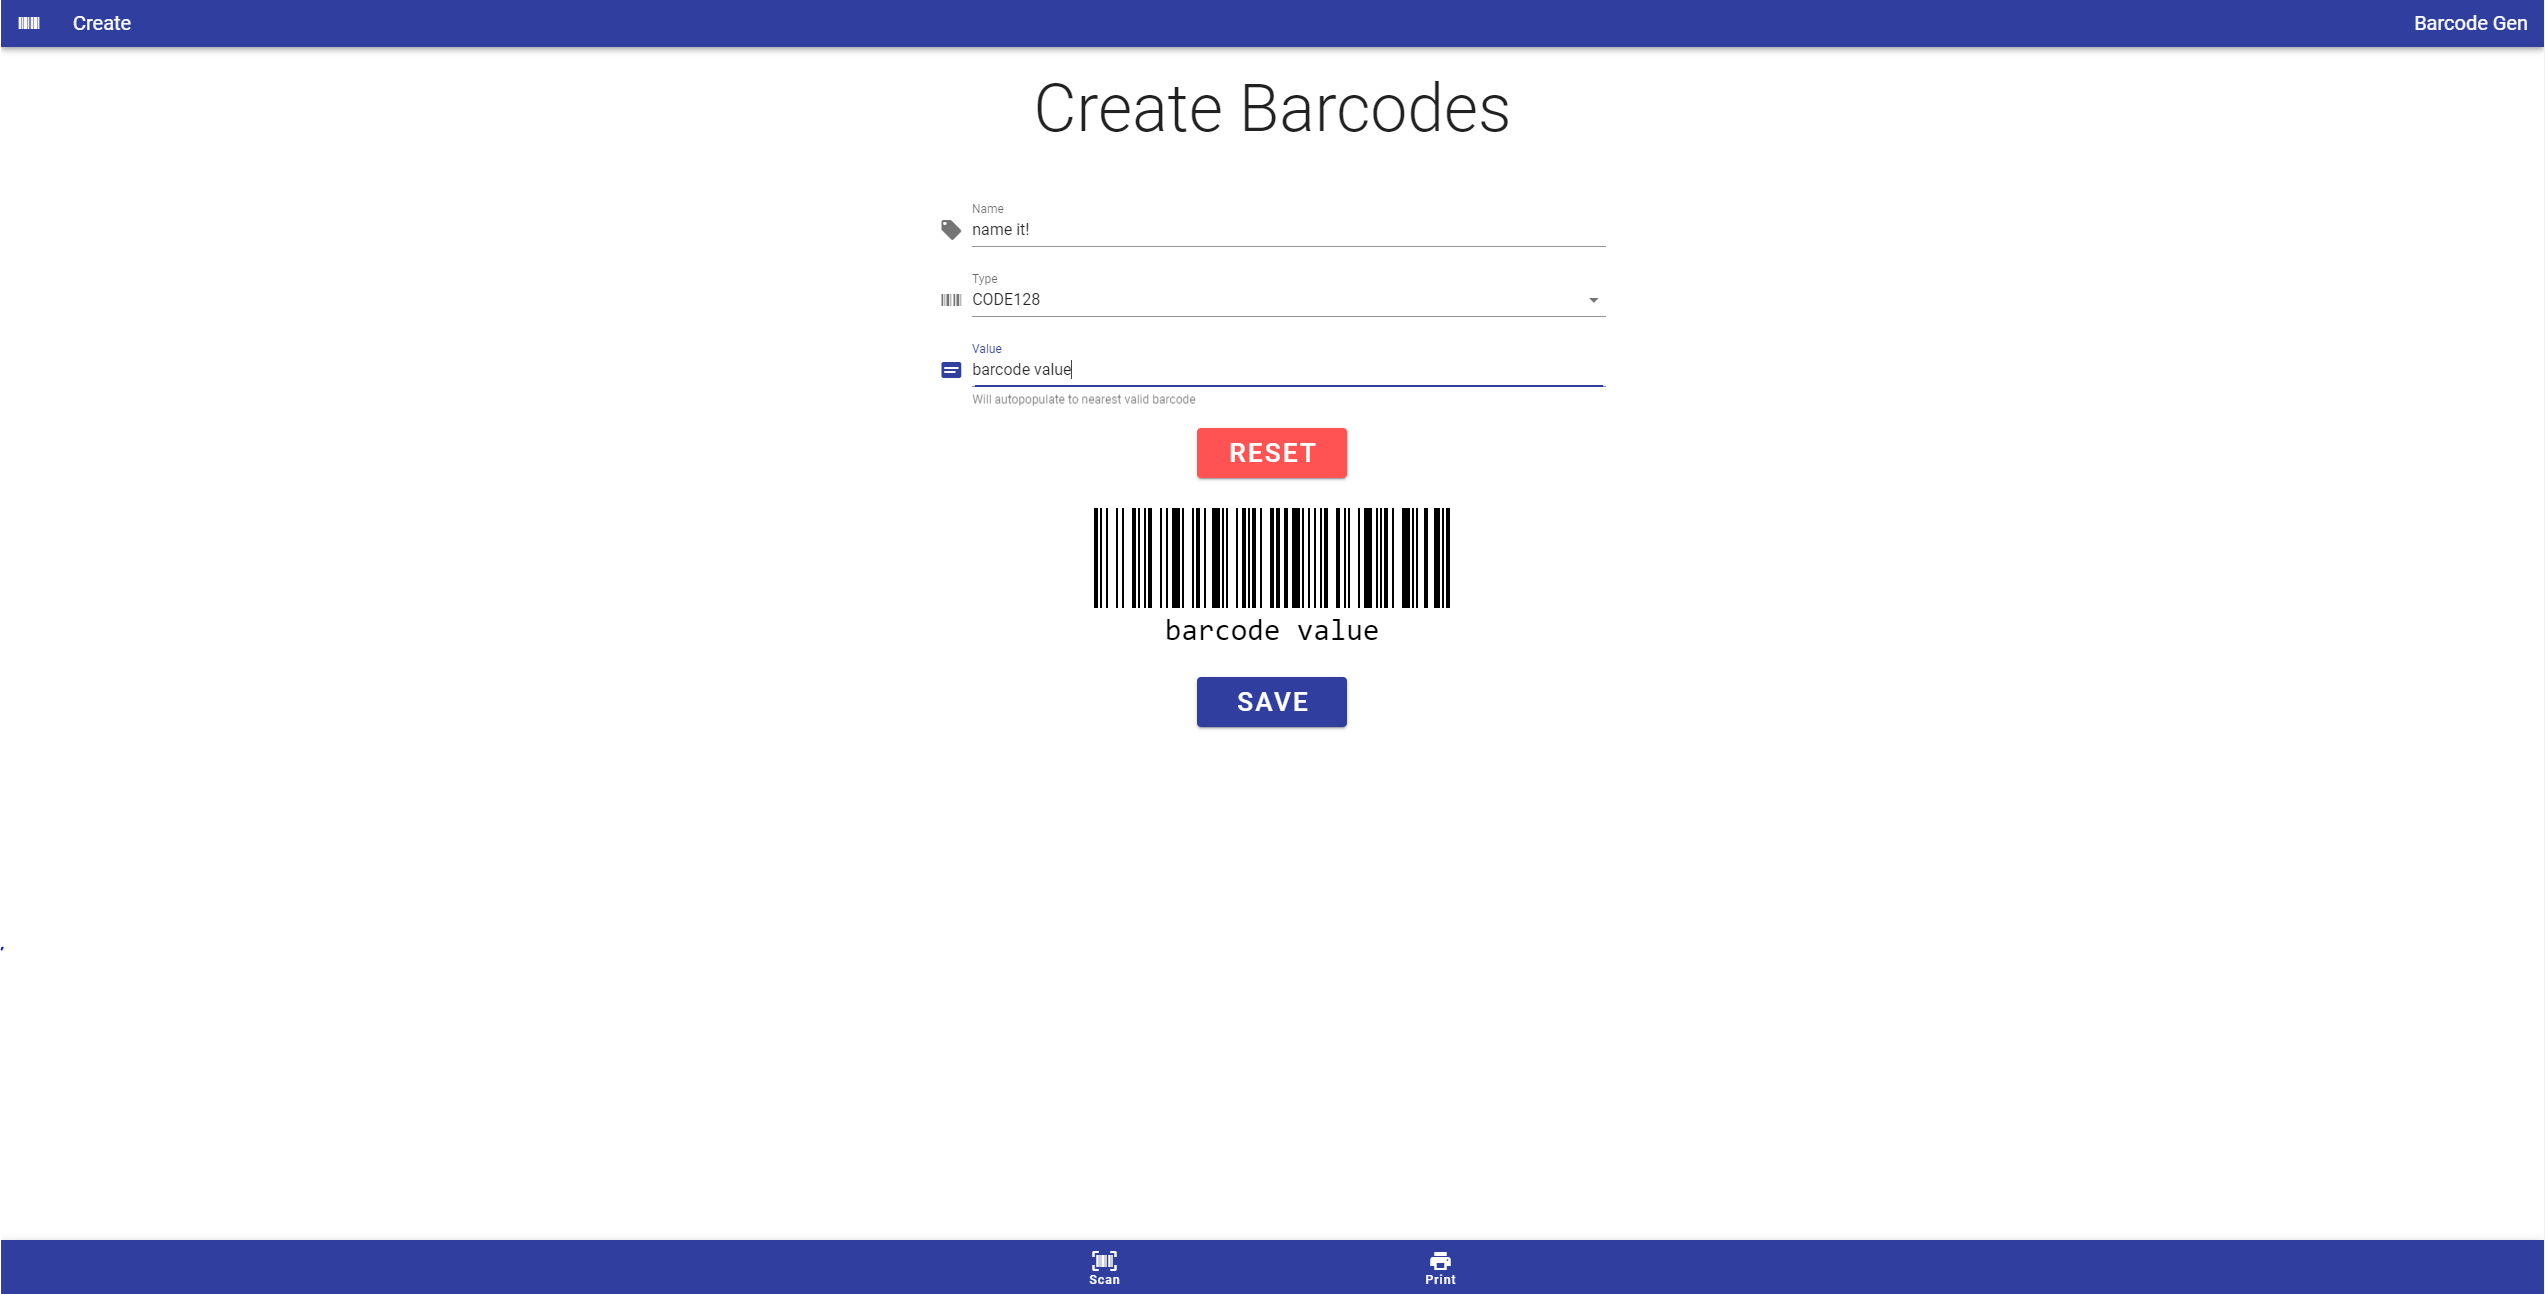 Create
Barcode Gen
Create Barcodes
Name
name it!
Type
CODE128
Value
barcode value
Will autopopulate to nearest valid barcode
RESET
barcode value
SAVE
Scan
Print